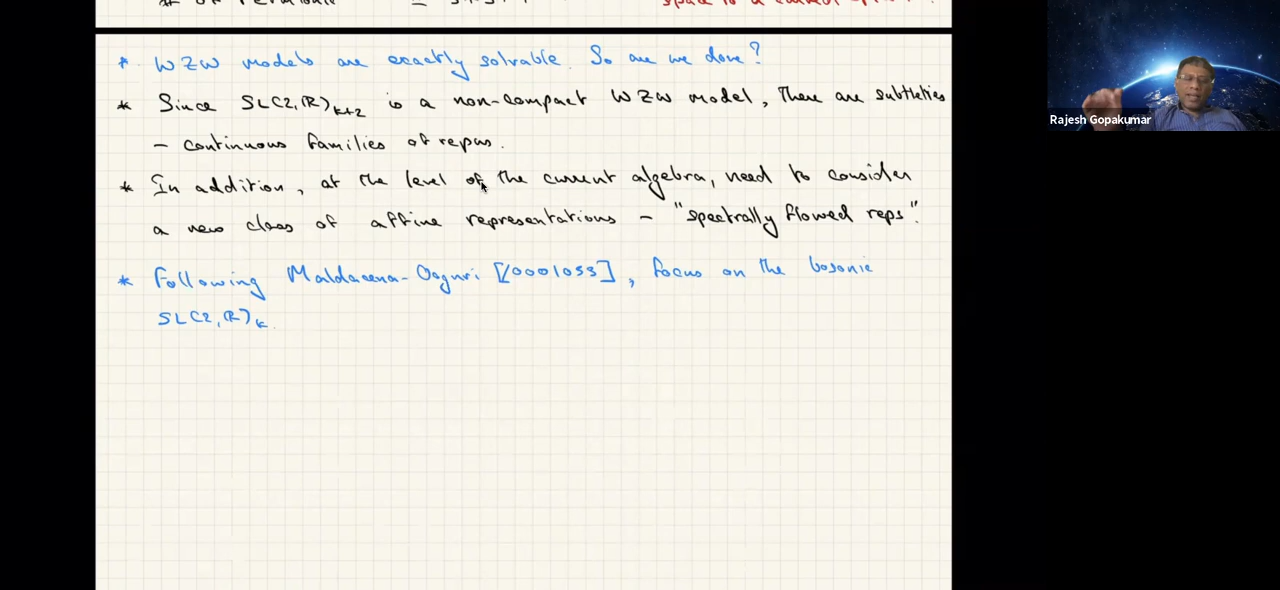 * WZW models are exactly solvable. So are we done?
* Since SL(2,R)k+2 is a non-compact WZW model, there are subtleties
- continuous families of repns.
* In addition, at the level of the current algebra, need to consider
a new class of affine representations - "spectrally flowed reps".
* Following Maldacena-Ooguri [/0001053], focus on the bosonic
SL(2,R)k.
Rajesh Gopakumar